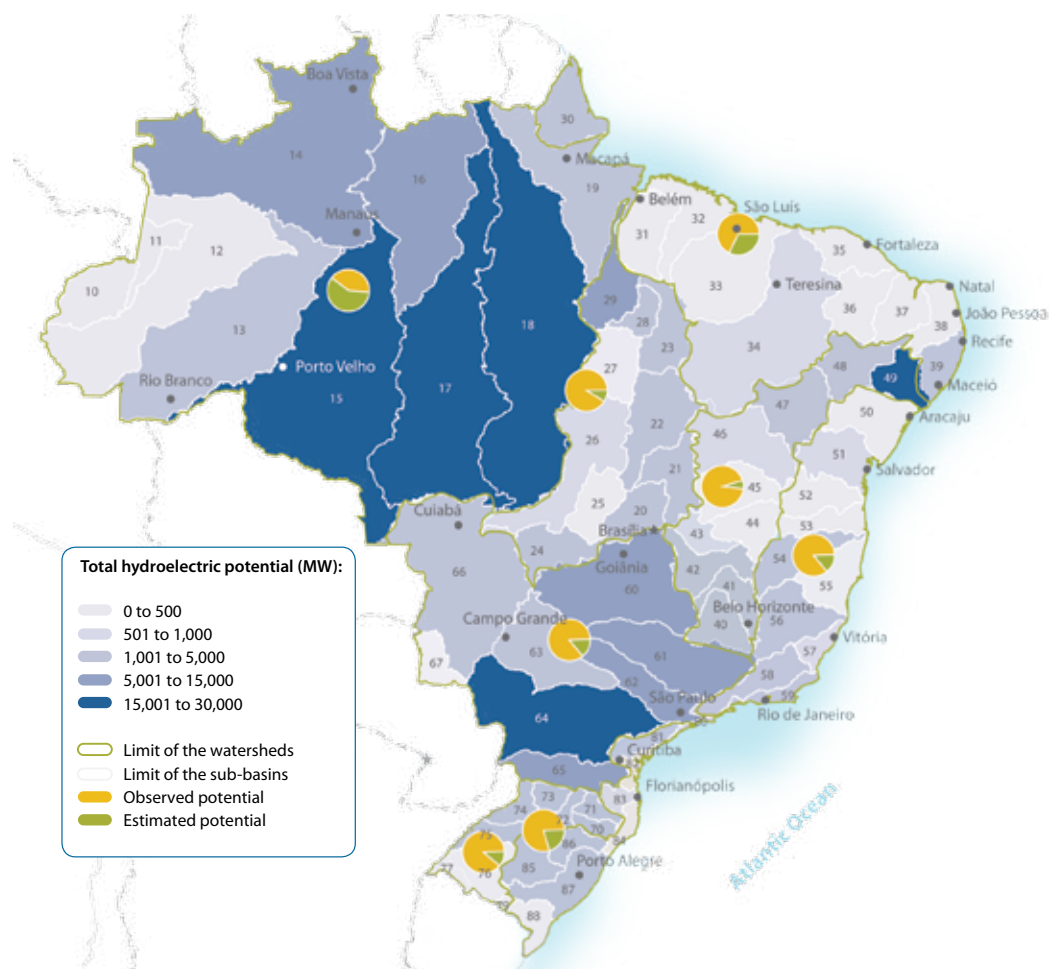 Boa Vista
30
Macapá
14
16
19
Belém
32
São Luís
Manaus
11
12
31
35
Fortaleza
10
33
Teresina
Natal
29
36
37
João Pessoa
13
28
38
18
23
34
Recife
27
48
39
Porto Velho
49
Rio Branco
17
Maceió
15
47
50
Aracaju
22
46
26
51
21
Salvador
45
52
25
Cuiabá
20
44
53
Brasília
43
24
54
Goiânia
42
66
41
55
60
Belo Horizonte
Campo Grande
40
56
63
Vitória
61
57
67
58
62
59
São Paulo
Rio de Janeiro
64
81
Curitiba
82
65
Florianópolis
73
83
74
71
72
70
75
84
86
76
85
Porto Alegre
77
87
88
Atlantic Ocean
Total hydroelectric potential (MW):
0 to 500
501 to 1,000
1,001 to 5,000
5,001 to 15,000
15,001 to 30,000
Limit of the watersheds
Limit of the sub-basins
Observed potential
Estimated potential